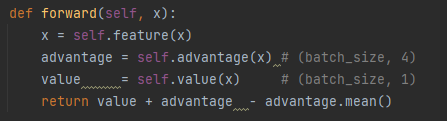 def forward(self, x):
    x = self.feature(x)
    advantage = self.advantage(x) # (batch_size, 4)
    value     = self.value(x)     # (batch_size, 1)
    return value + advantage  - advantage.mean()